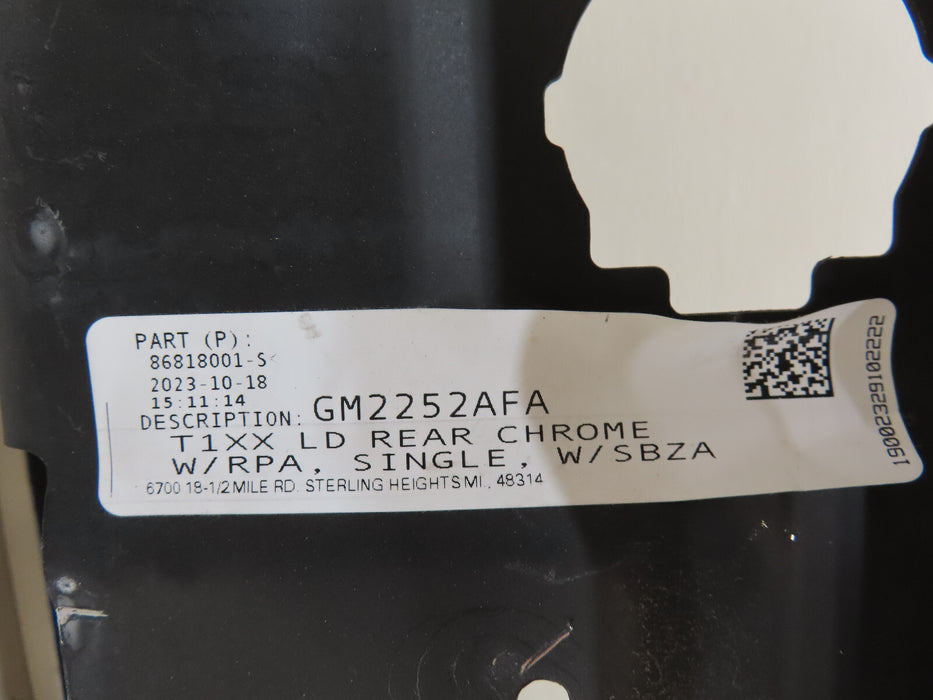 PART (P):
86818001-S
2023-10-18
15:11:14
DESCRIPTION: GM2252AFA
T1XX LD REAR CHROME
W/RPA, SINGLE, W/SBZA
6700 18-1/2 MILE RD. STERLING HEIGHTS MI., 48314
1S002329102222